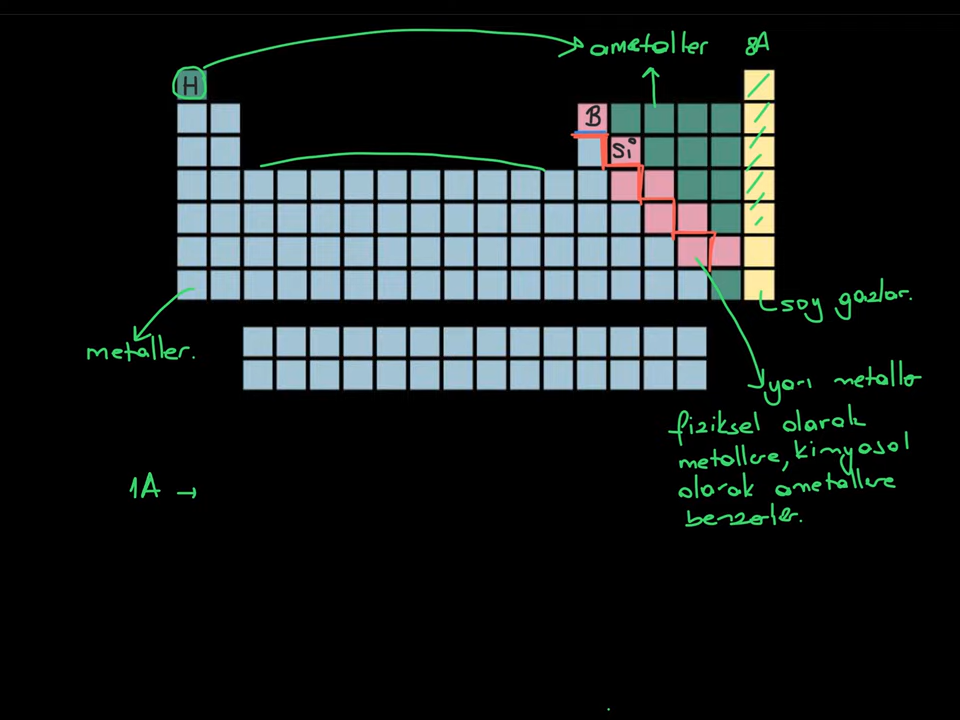 ametaller 8A
H
B
Si
soy gazlar.
metaller.
yarı metaller
fiziksel olarak
metallere, kimyasal
olarak ametallere
benzerler.
1A →